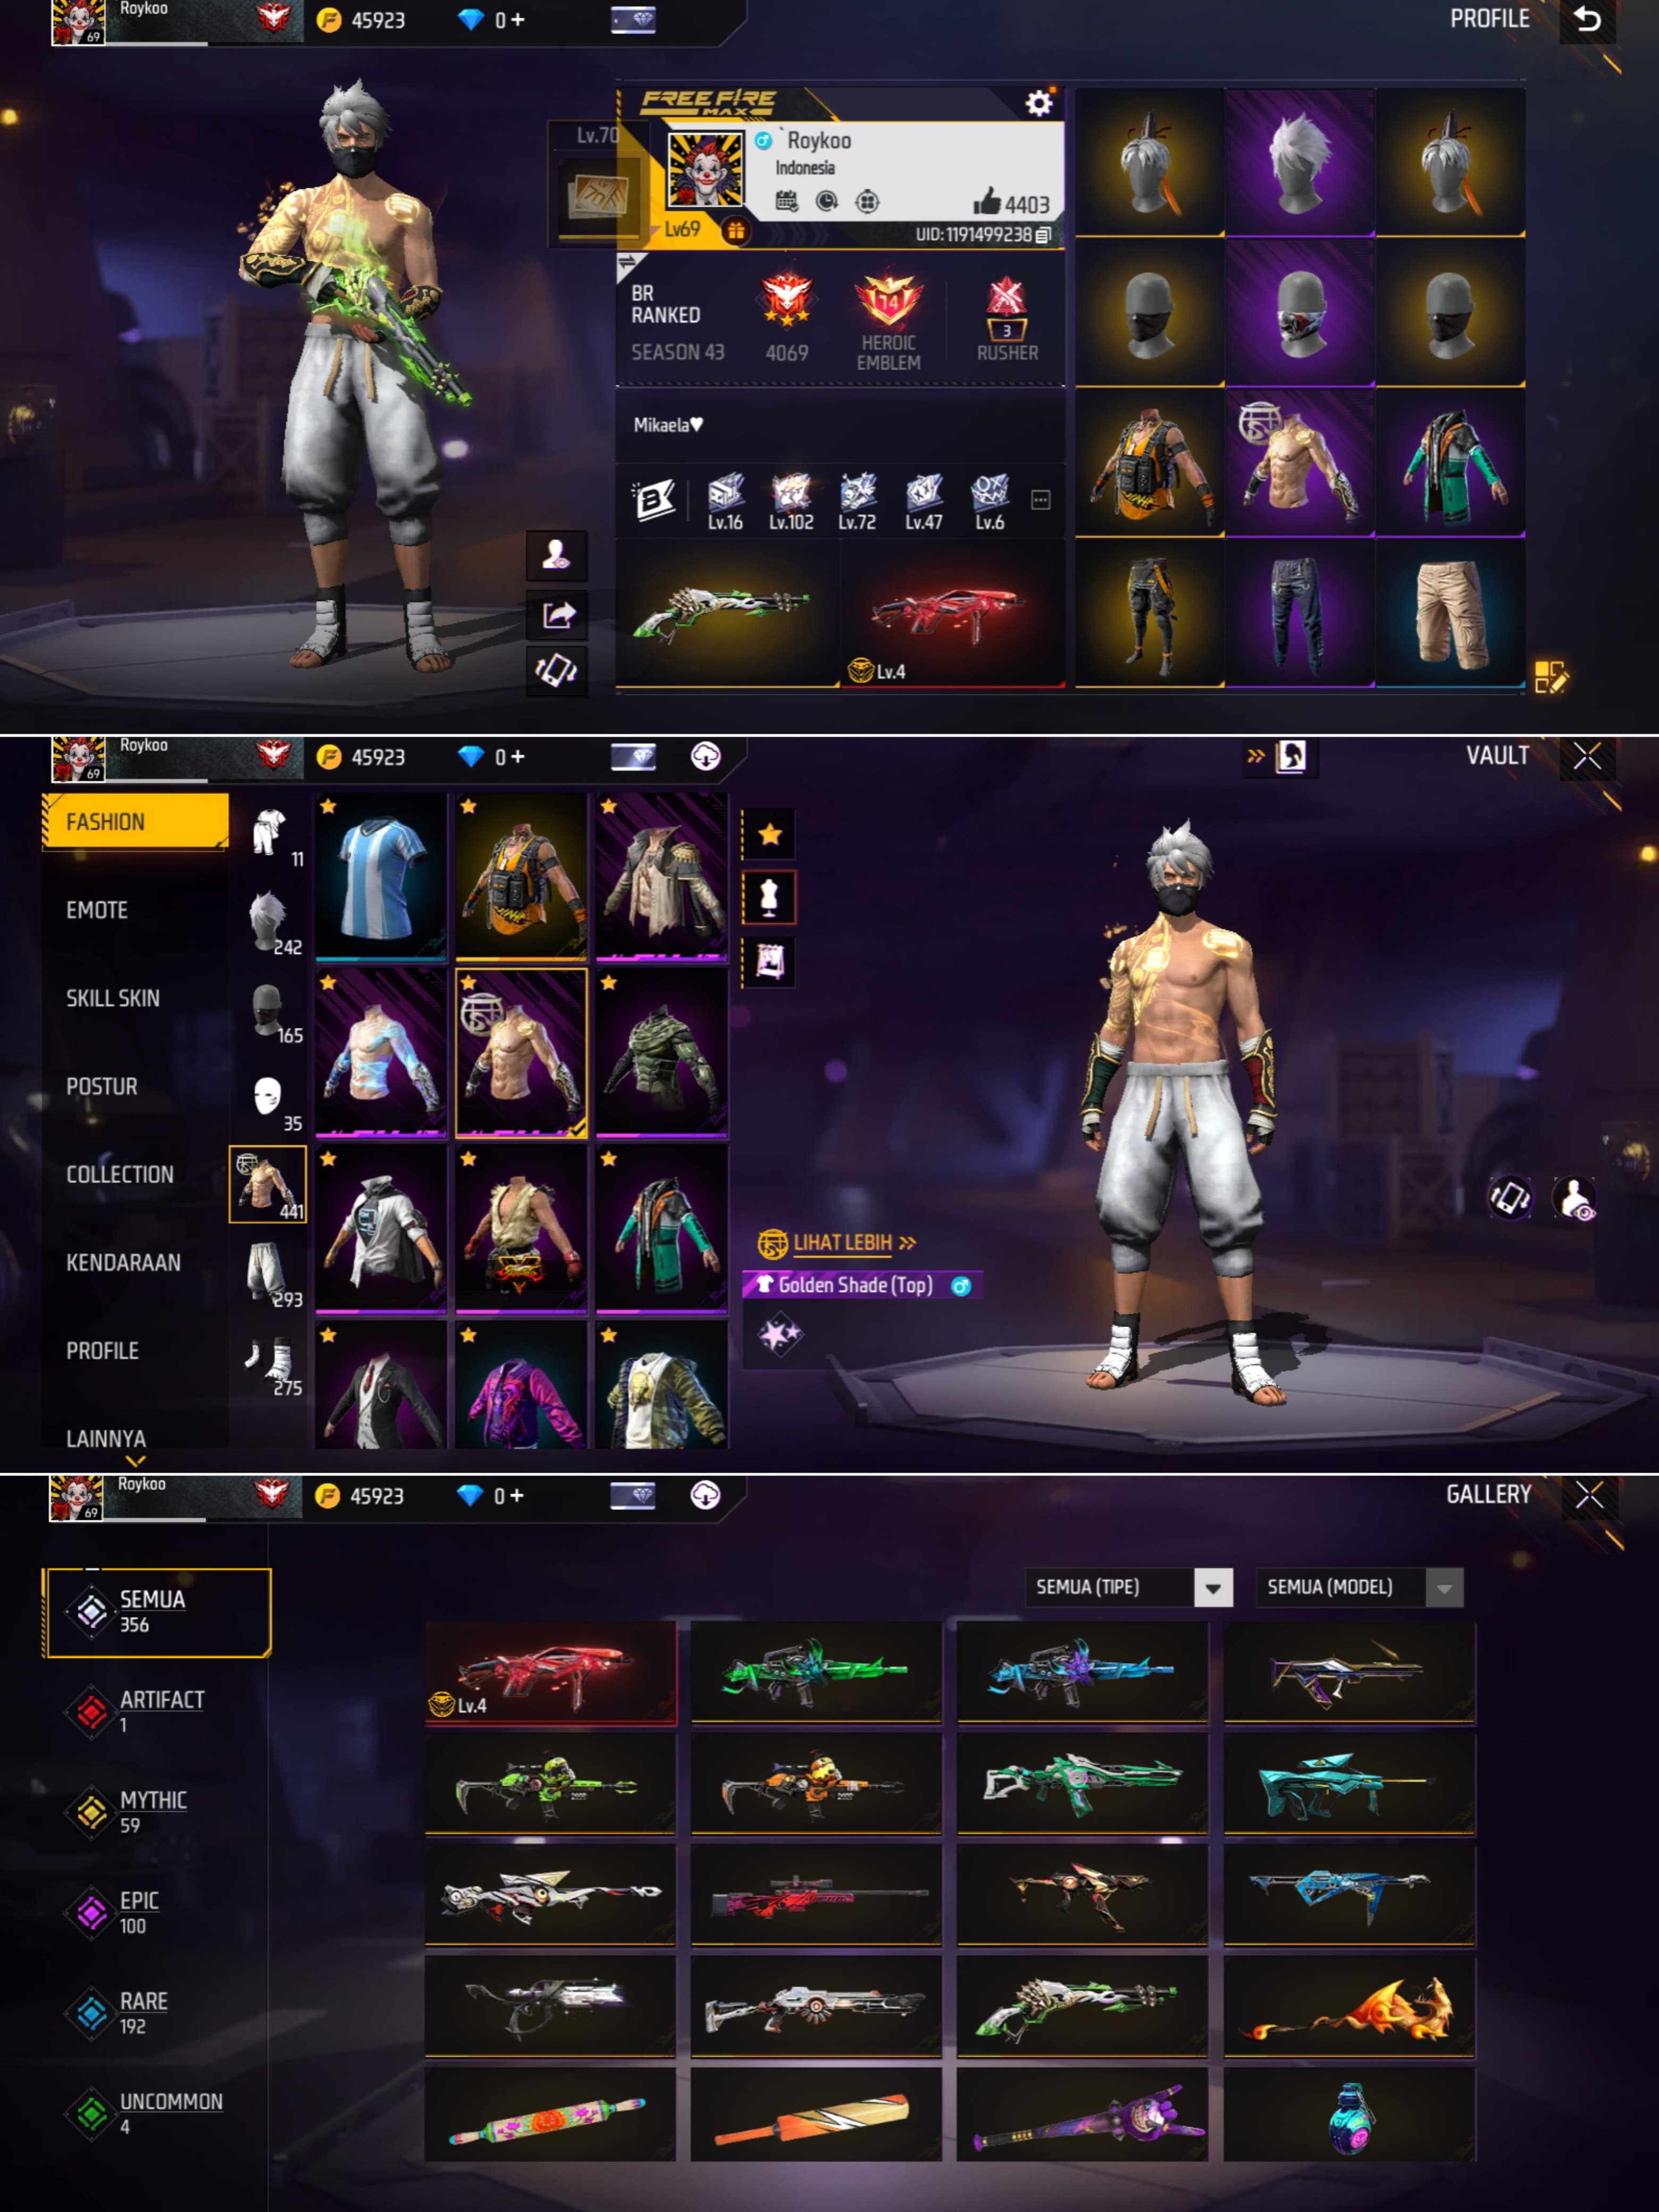 Roykoo
69
45923
0 +
PROFILE
FREE FIRE
MAX
Lv.70
` Roykoo
Indonesia
4403
Lv69
UID:1191499238
BR
RANKED
SEASON 43
4069
14
HEROIC
EMBLEM
3
RUSHER
Mikaela♥
B
Lv.16
Lv.102
Lv.72
Lv.47
Lv.6
Lv.4
Roykoo
69
45923
0 +
VAULT
FASHION
11
EMOTE
242
SKILL SKIN
165
POSTUR
35
COLLECTION
441
KENDARAAN
293
PROFILE
275
LAINNYA
LIHAT LEBIH
Golden Shade (Top)
Roykoo
69
45923
0 +
GALLERY
SEMUA (TIPE)
SEMUA (MODEL)
SEMUA
356
ARTIFACT
1
MYTHIC
59
EPIC
100
RARE
192
UNCOMMON
4
Lv.4